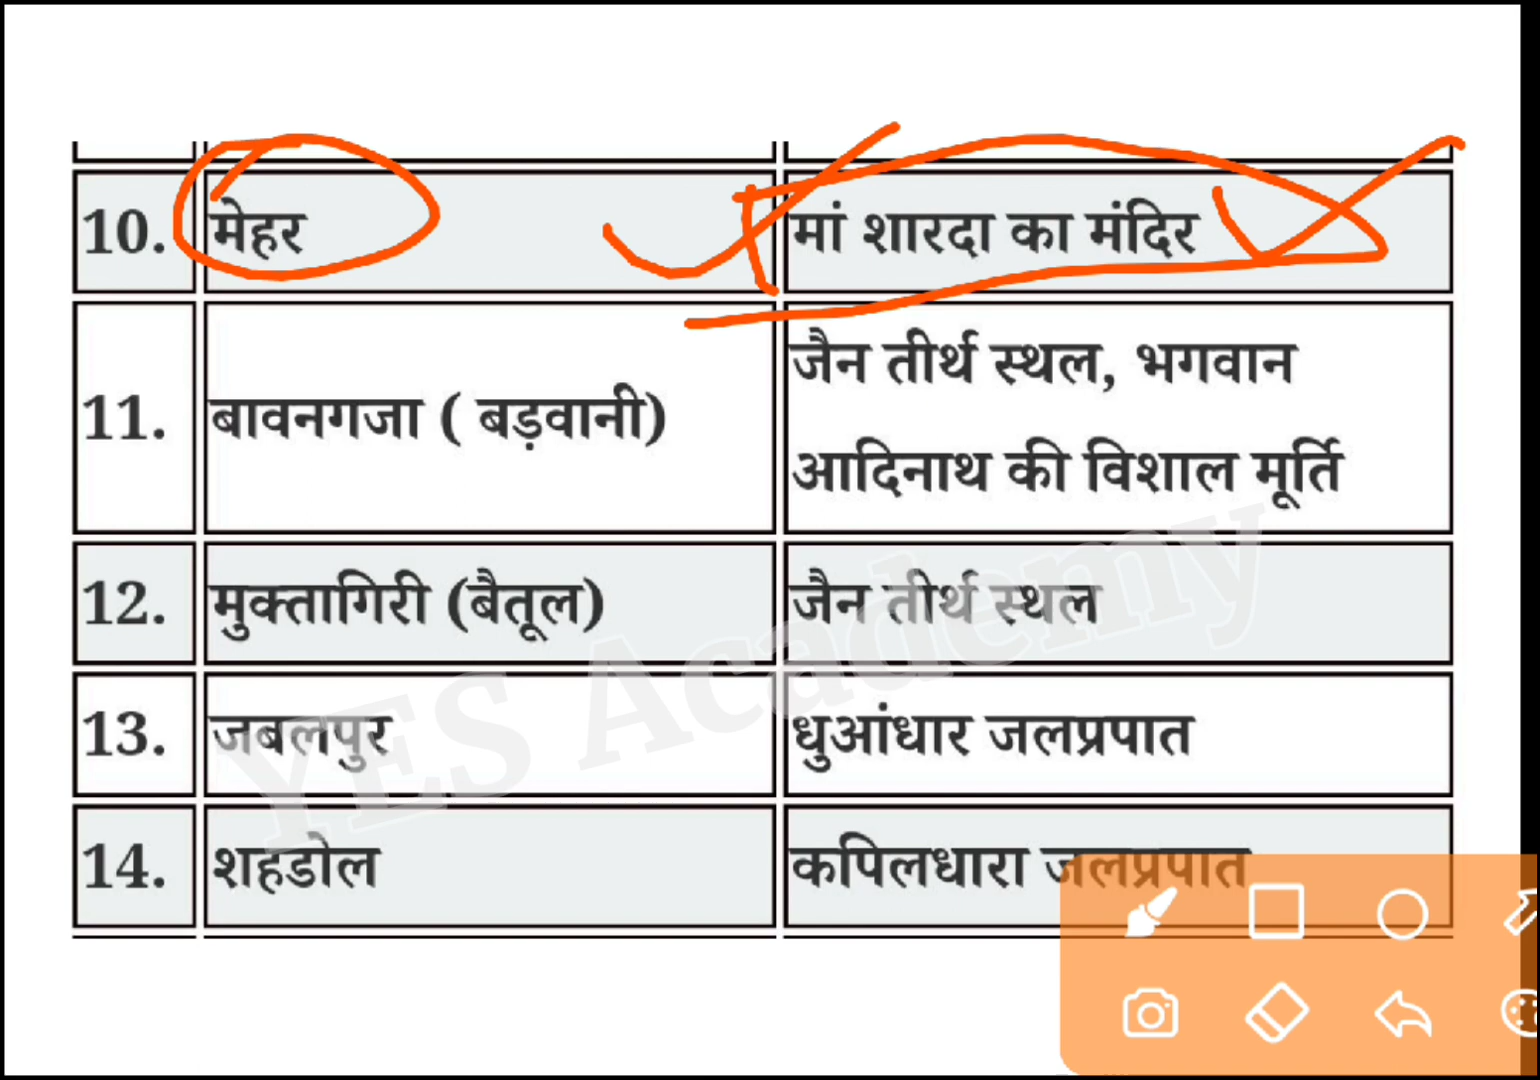 10. मेहर मां शारदा का मंदिर
11. बावनगजा ( बड़वानी) जैन तीर्थ स्थल, भगवान
आदिनाथ की विशाल मूर्ति
12. मुक्तागिरी (बैतूल) जैन तीर्थ स्थल
13. जबलपुर धुआंधार जलप्रपात
14. शहडोल कपिलधारा जलप्रपात
YES Academy